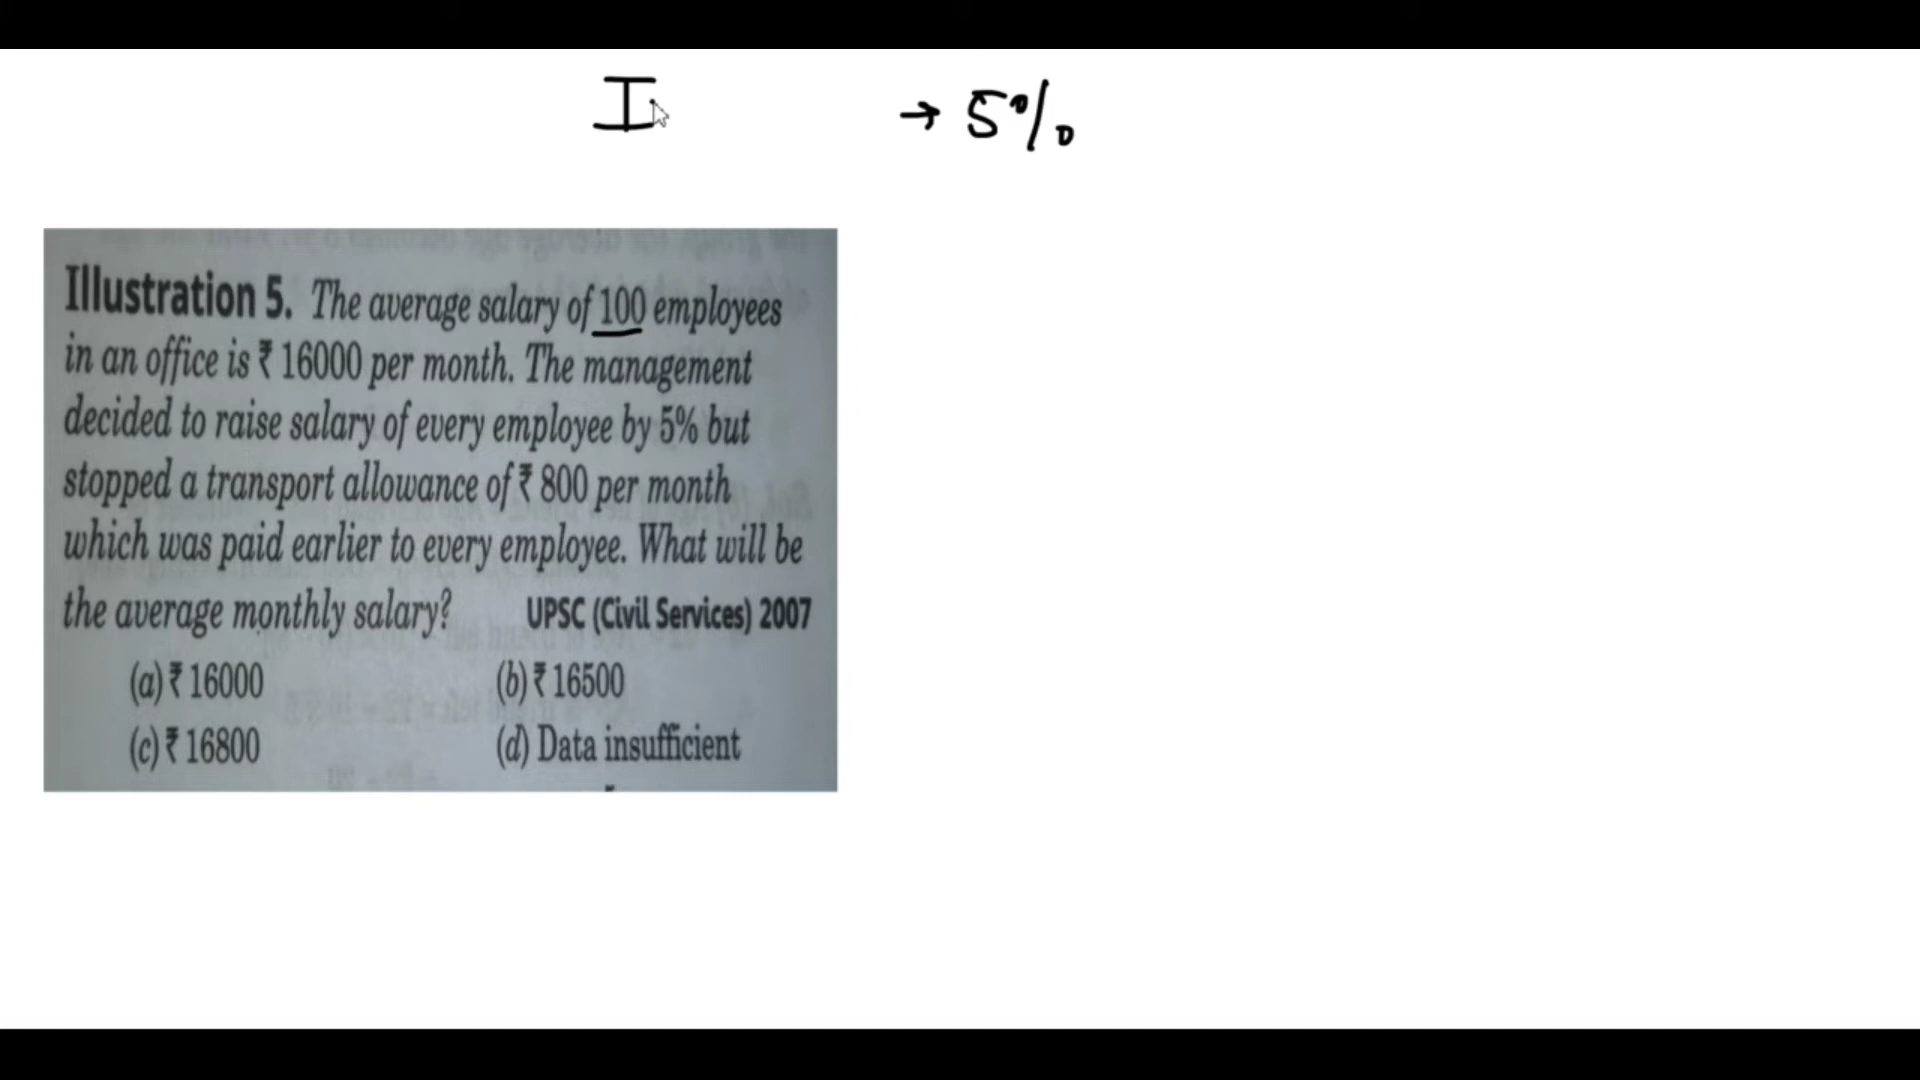 I → 5%
Illustration 5. The average salary of 100 employees
in an office is ₹ 16000 per month. The management
decided to raise salary of every employee by 5% but
stopped a transport allowance of ₹ 800 per month
which was paid earlier to every employee. What will be
the average monthly salary? UPSC (Civil Services) 2007
(a) ₹ 16000 (b) ₹ 16500
(c) ₹ 16800 (d) Data insufficient